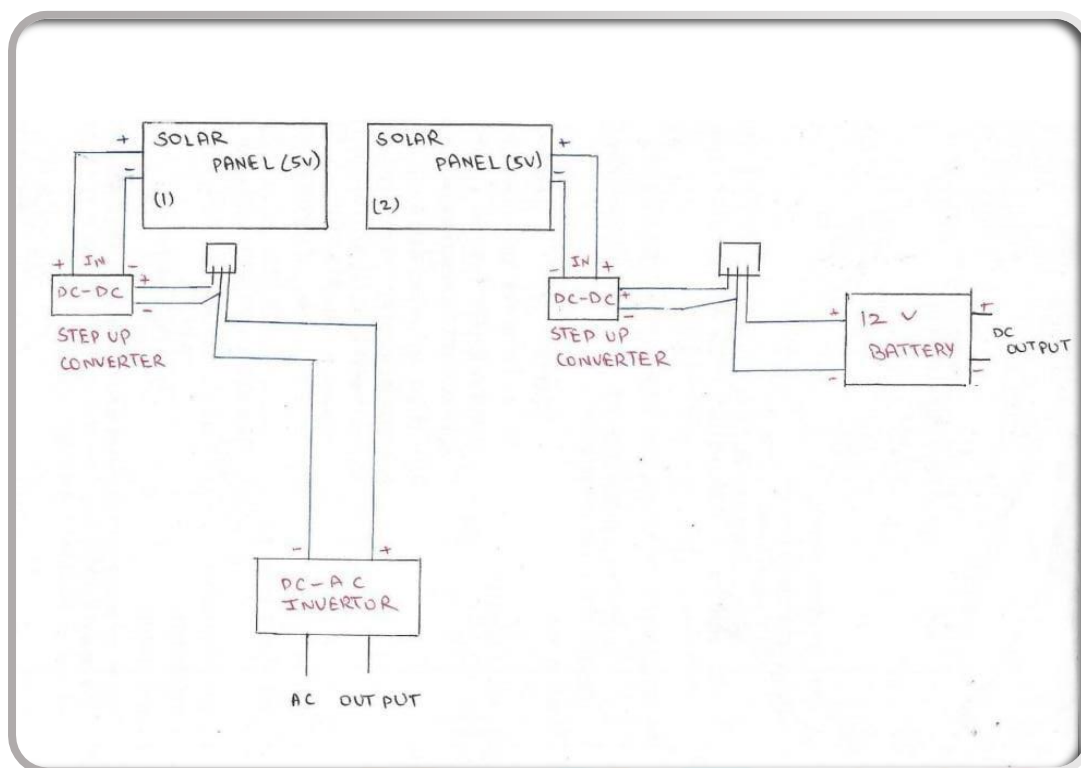 + SOLAR
PANEL (5V)
-
(1)
SOLAR +
PANEL (5V)
-
(2)
+ IN -
DC-DC +
-
STEP UP
CONVERTER
- IN +
DC-DC +
-
STEP UP
CONVERTER
+ 12 V +
BATTERY
- -
DC
OUTPUT
- +
DC-AC
INVERTOR
AC OUTPUT